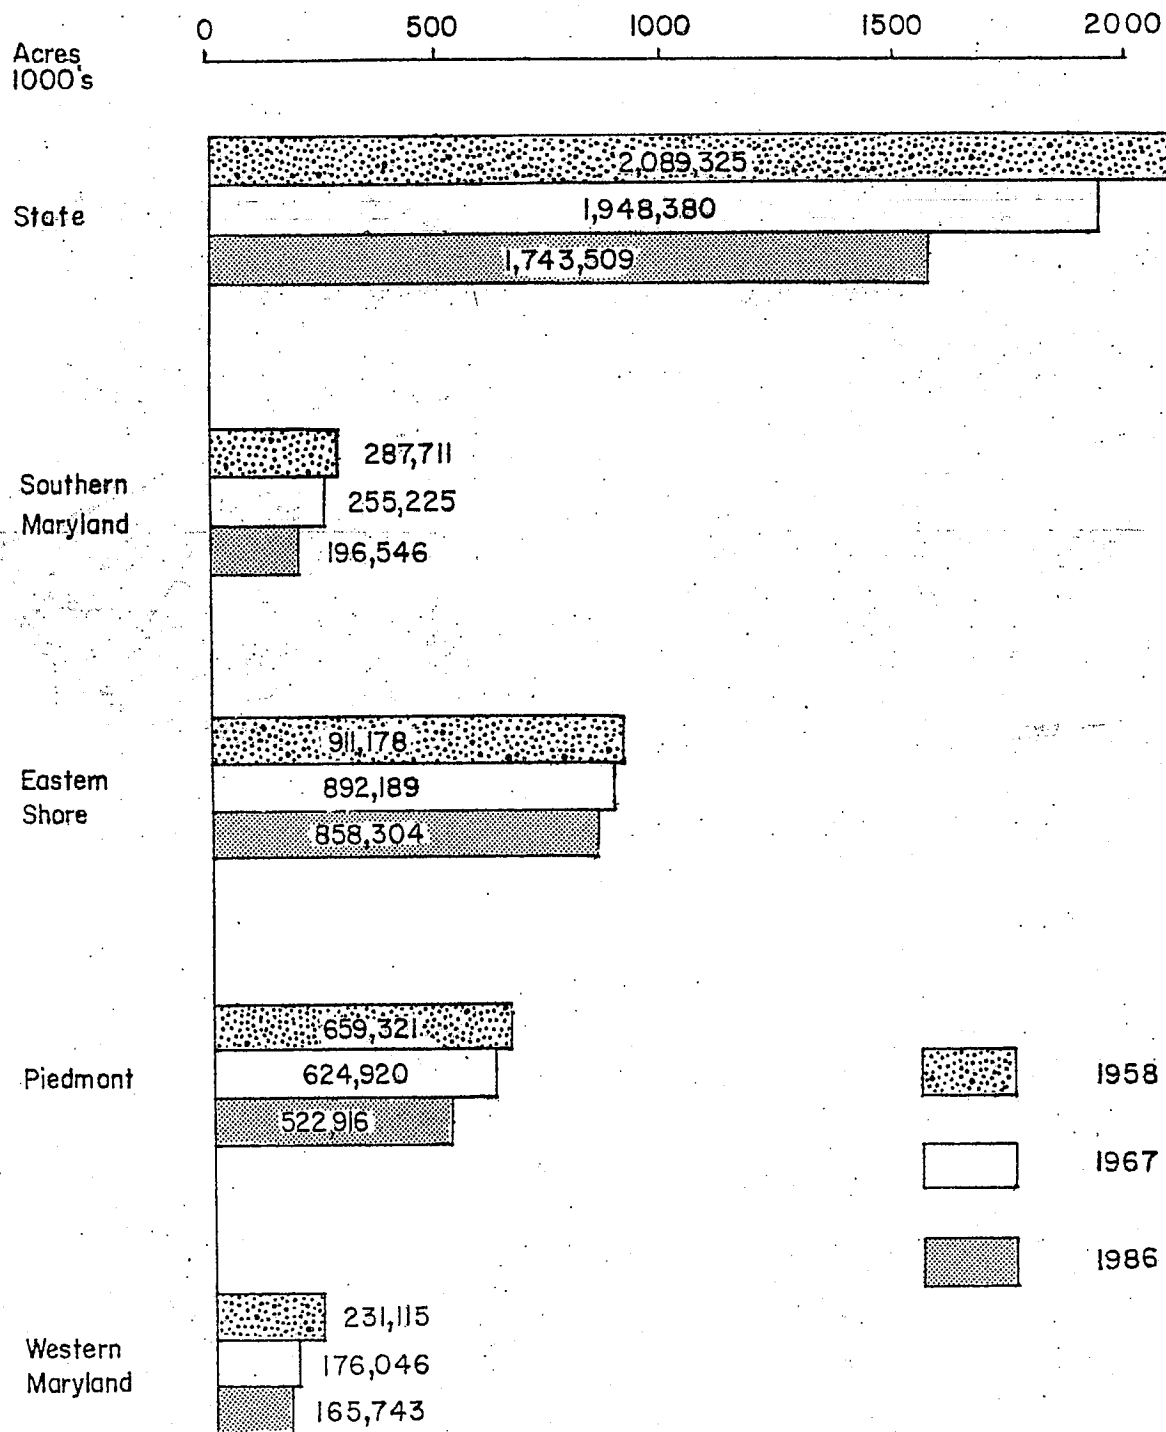 0 500 1000 1500 2000
Acres
1000's
2,089,325
State
1,948,380
1,743,509
287,711
Southern
Maryland
255,225
196,546
911,178
Eastern
Shore
892,189
858,304
659,321
Piedmont
624,920
522,916
1958
1967
1986
231,115
Western
Maryland
176,046
165,743